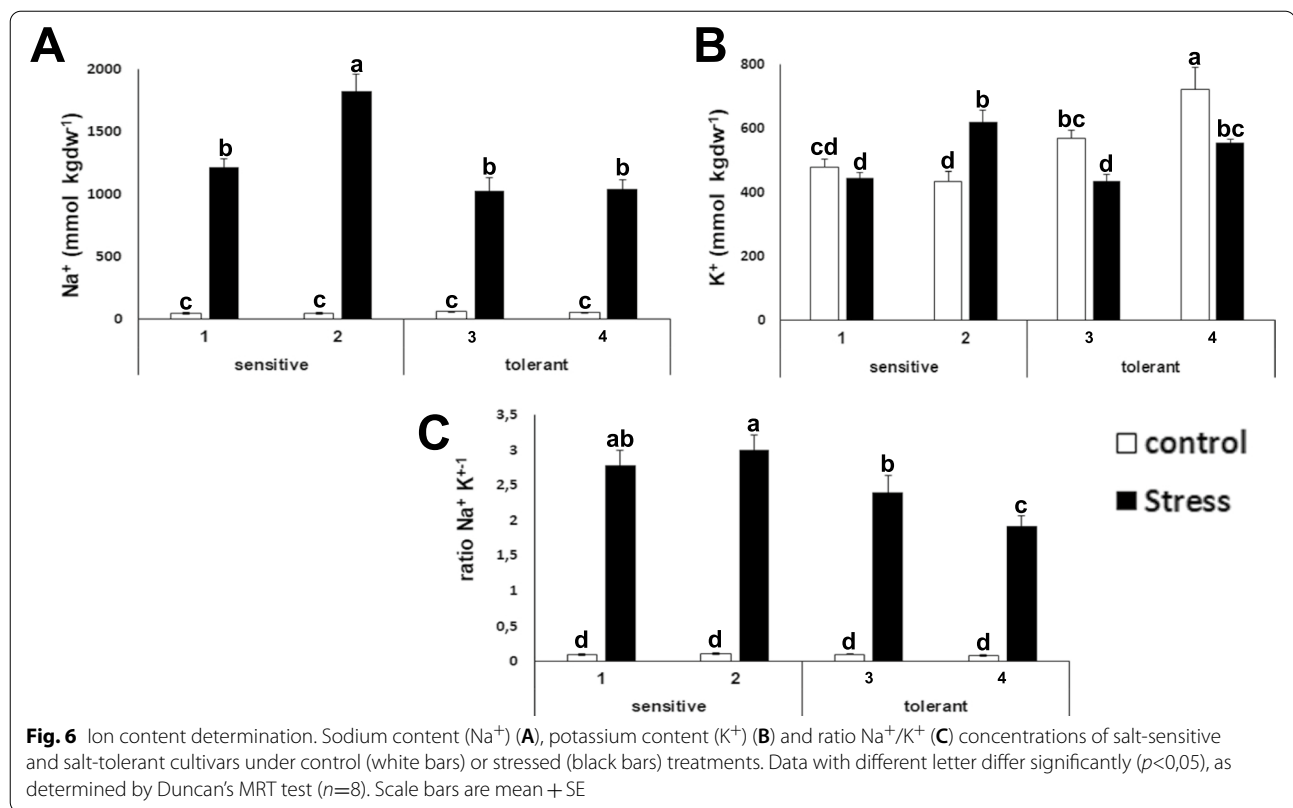 A
Na⁺ (mmol kgdw⁻¹)
2000
1500
1000
500
0
c
b
c
a
c
b
c
b
1 2 3 4
sensitive tolerant
B
K⁺ (mmol kgdw⁻¹)
800
600
400
200
0
cd
d
d
b
bc
d
a
bc
1 2 3 4
sensitive tolerant
C
ratio Na⁺ K⁺⁻¹
3,5
3
2,5
2
1,5
1
0,5
0
d
ab
d
a
d
b
d
c
1 2 3 4
sensitive tolerant
control
Stress
Fig. 6 Ion content determination. Sodium content (Na⁺) (A), potassium content (K⁺) (B) and ratio Na⁺/K⁺ (C) concentrations of salt-sensitive
and salt-tolerant cultivars under control (white bars) or stressed (black bars) treatments. Data with different letter differ significantly (p<0,05), as
determined by Duncan’s MRT test (n=8). Scale bars are mean + SE